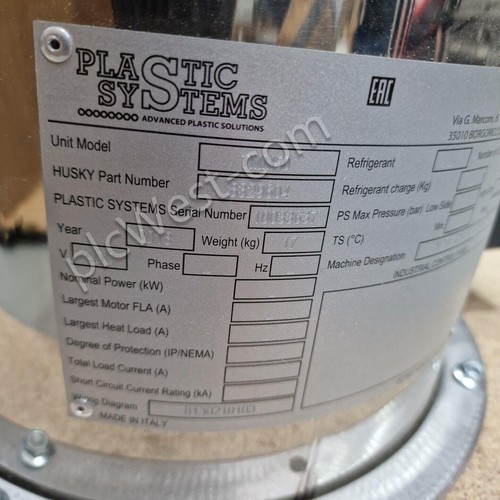 PLASTIC
SYSTEMS
ADVANCED PLASTIC SOLUTIONS
EAC
Via G. Marconi,
35010 BORGORICCO
Unit Model
HUSKY Part Number
PLASTIC SYSTEMS Serial Number
Year Weight (kg) 17
V Phase Hz
Nominal Power (kW)
Largest Motor FLA (A)
Largest Heat Load (A)
Degree of Protection (IP/NEMA)
Total Load Current (A)
Short Circuit Current Rating (kA)
Wiring Diagram
MADE IN ITALY
Refrigerant
Refrigerant charge (Kg)
PS Max Pressure (bar) Low-Side
TS (°C) Min
Machine Designation
INDUSTRIAL CONTROL
plcwest.com